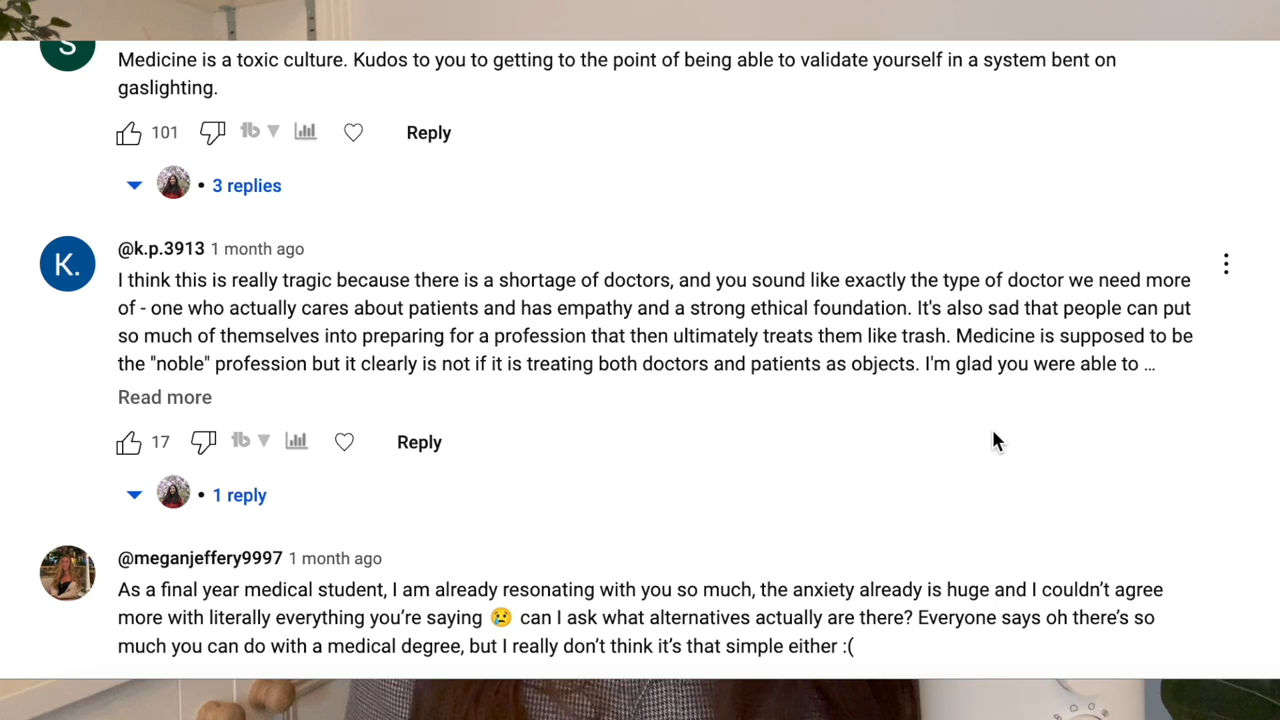 S
Medicine is a toxic culture. Kudos to you to getting to the point of being able to validate yourself in a system bent on
gaslighting.
101 Reply
• 3 replies
K. @k.p.3913 1 month ago
I think this is really tragic because there is a shortage of doctors, and you sound like exactly the type of doctor we need more
of - one who actually cares about patients and has empathy and a strong ethical foundation. It's also sad that people can put
so much of themselves into preparing for a profession that then ultimately treats them like trash. Medicine is supposed to be
the "noble" profession but it clearly is not if it is treating both doctors and patients as objects. I'm glad you were able to ...
Read more
17 Reply
• 1 reply
@meganjeffery9997 1 month ago
As a final year medical student, I am already resonating with you so much, the anxiety already is huge and I couldn’t agree
more with literally everything you’re saying 😢 can I ask what alternatives actually are there? Everyone says oh there’s so
much you can do with a medical degree, but I really don’t think it’s that simple either :(